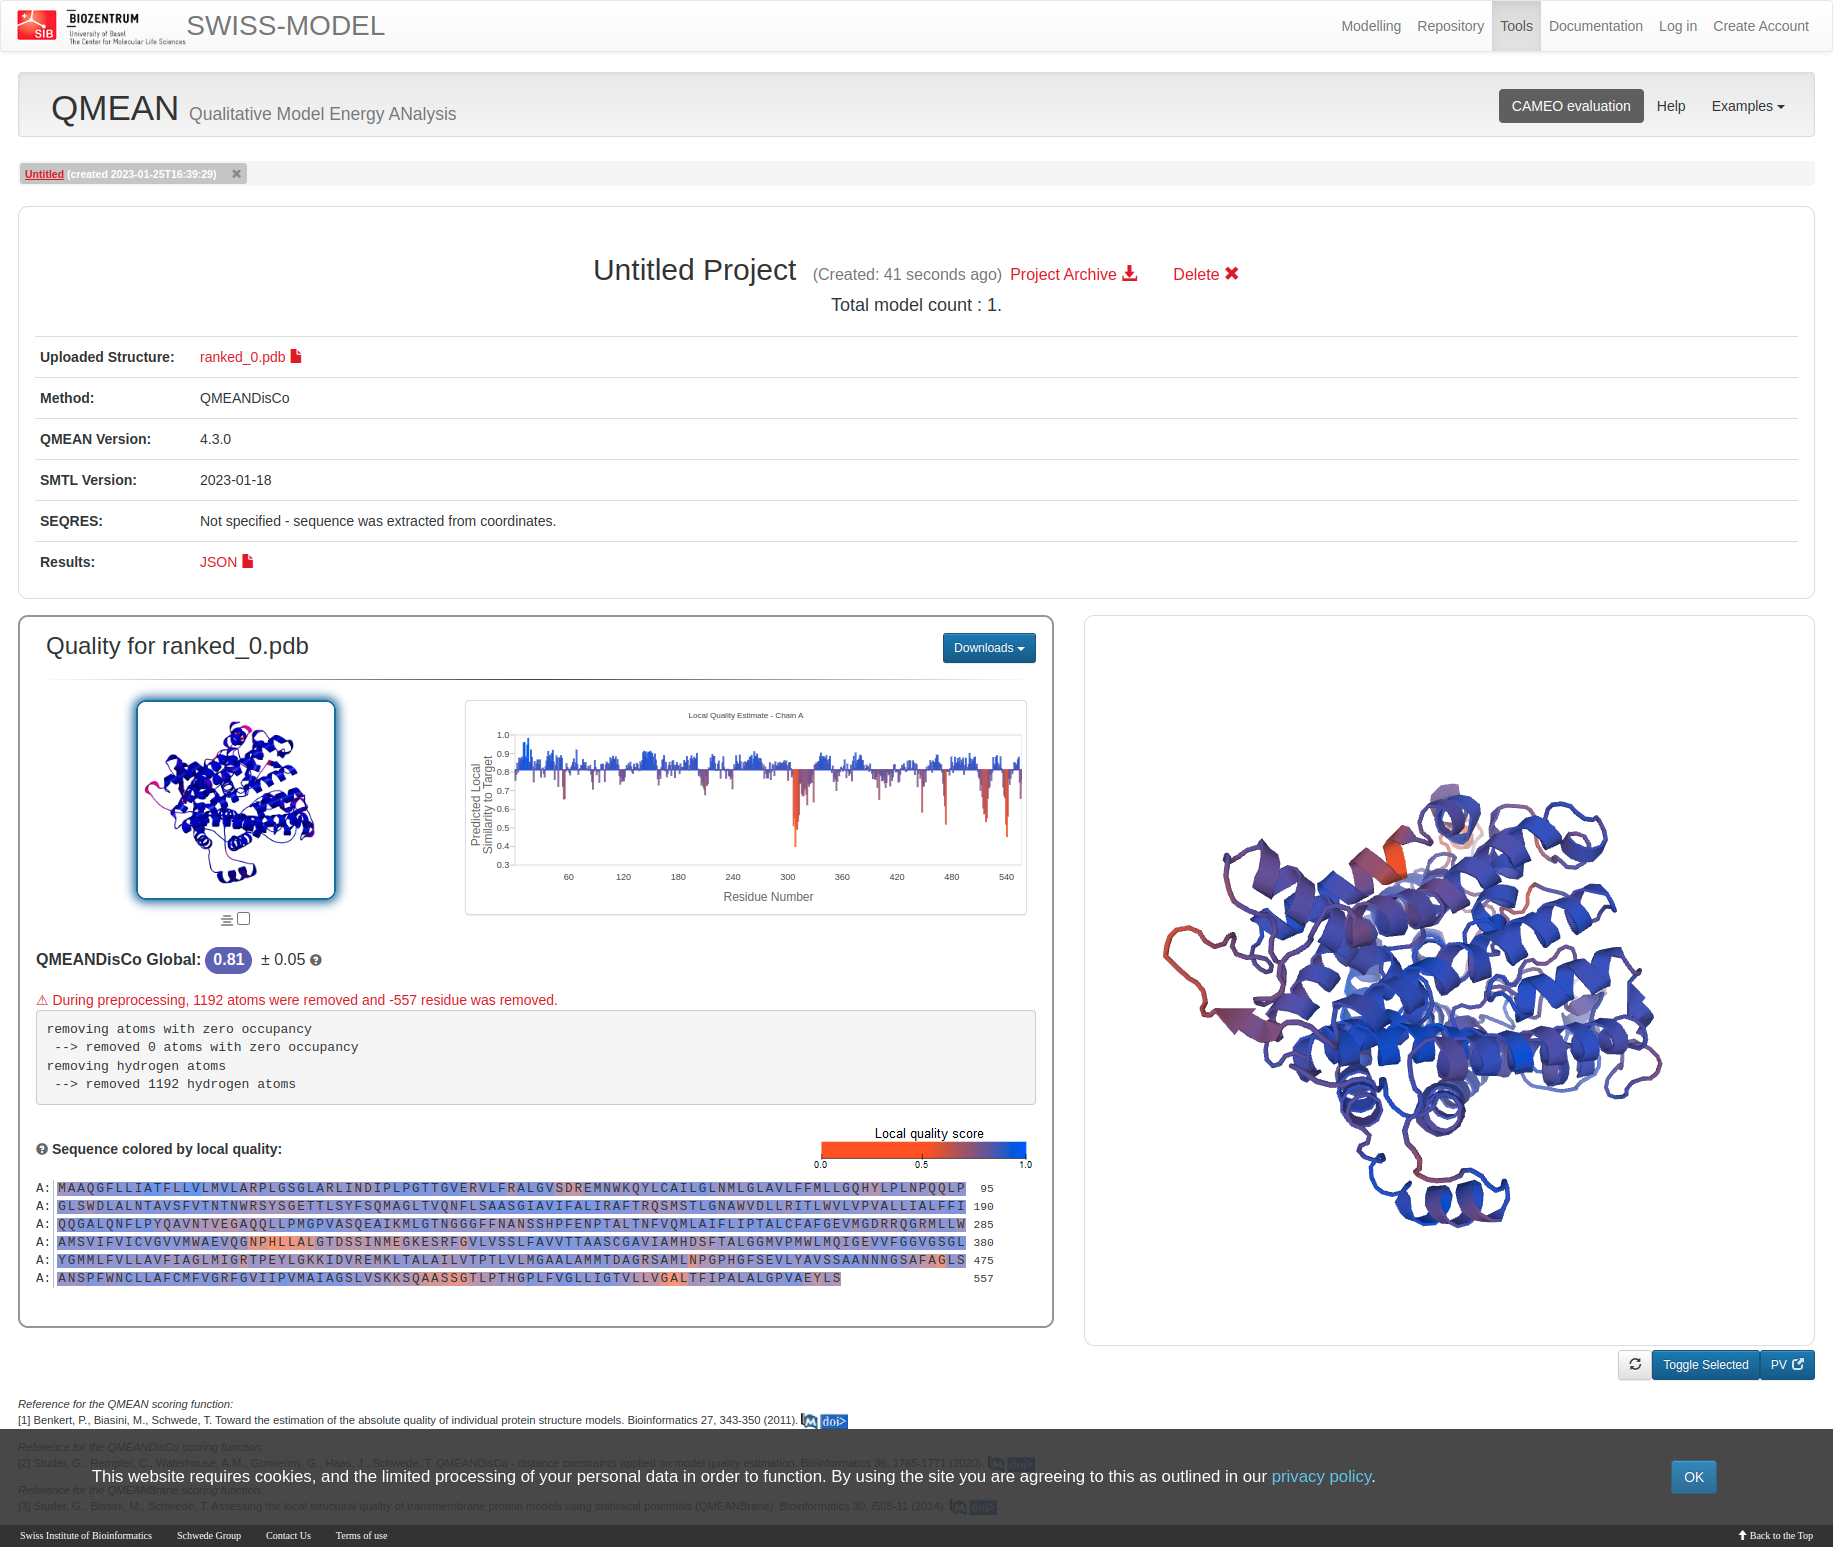 SIB
BIOZENTRUM
University of Basel
The Center for Molecular Life Sciences
SWISS-MODEL
Modelling Repository Tools Documentation Log in Create Account
QMEAN Qualitative Model Energy ANalysis
CAMEO evaluation Help Examples
Untitled (created 2023-01-25T16:39:29)
Untitled Project (Created: 41 seconds ago) Project Archive Delete
Total model count : 1.
Uploaded Structure: ranked_0.pdb
Method: QMEANDisCo
QMEAN Version: 4.3.0
SMTL Version: 2023-01-18
SEQRES: Not specified - sequence was extracted from coordinates.
Results: JSON
Quality for ranked_0.pdb
Downloads
Local Quality Estimate - Chain A
Predicted Local
Similarity to Target
1.0
0.9
0.8
0.7
0.6
0.5
0.4
0.3
60 120 180 240 300 360 420 480 540
Residue Number
QMEANDisCo Global: 0.81 ± 0.05
⚠ During preprocessing, 1192 atoms were removed and -557 residue was removed.
removing atoms with zero occupancy
--> removed 0 atoms with zero occupancy
removing hydrogen atoms
--> removed 1192 hydrogen atoms
Sequence colored by local quality:
Local quality score
0.0 0.5 1.0
A: MAAQGFLLIATFLLVLMVLARPLGSGLARLINDIPLPGTTGVERVLFRALGVSDREMNWKQYLCAILGLNMLGLAVLFFMLLGQHYLPLNPQQLP 95
A: GLSWDLALNTAVSFVTNTNWRSYSGETTLSYFSQMAGLTVQNFLSAASGIAVIFALIRAFTRQSMSTLGNAWVDLLRITLWVLVPVALLIALFFI 190
A: QQGALQNFLPYQAVNTVEGAQQLLPMGPVASQEAIKMLGTNGGGFFNANSSHPFENPTALTNFVQMLAIFLIPTALCFAFGEVMGDRRQGRMLLW 285
A: AMSVIFVICVGVVMWAEVQGNPHLLALGTDSSINMEGKESRFGVLVSSLFAVVTTAASCGAVIAMHDSFTALGGMVPMWLMQIGEVVFGGVGSGL 380
A: YGMMLFVLLAVFIAGLMIGRTPEYLGKKIDVREMKLTALAILVTPTLVLMGAALAMMTDAGRSAMLNPGPHGFSEVLYAVSSAANNNGSAFAGLS 475
A: ANSPFWNCLLAFCMFVGRFGVIIPVMAIAGSLVSKKSQAASSGTLPTHGPLFVGLLIGTVLLVGALTFIPALALGPVAEYLS 557
Toggle Selected PV
Reference for the QMEAN scoring function:
[1] Benkert, P., Biasini, M., Schwede, T. Toward the estimation of the absolute quality of individual protein structure models. Bioinformatics 27, 343-350 (2011). M doi>
Reference for the QMEANDisCo scoring function:
[2] Studer, G., Rempfer, C., Waterhouse, A.M., Gumienny, G., Haas, J., Schwede, T. QMEANDisCo - distance constraints applied on model quality estimation. Bioinformatics 36, 1765-1771 (2020). M doi>
This website requires cookies, and the limited processing of your personal data in order to function. By using the site you are agreeing to this as outlined in our privacy policy.
OK
Reference for the QMEANBrane scoring function:
[3] Studer, G., Biasini, M., Schwede, T. Assessing the local structural quality of transmembrane protein models using statistical potentials (QMEANBrane). Bioinformatics 30, i505-11 (2014). M doi>
Swiss Institute of Bioinformatics Schwede Group Contact Us Terms of use
Back to the Top